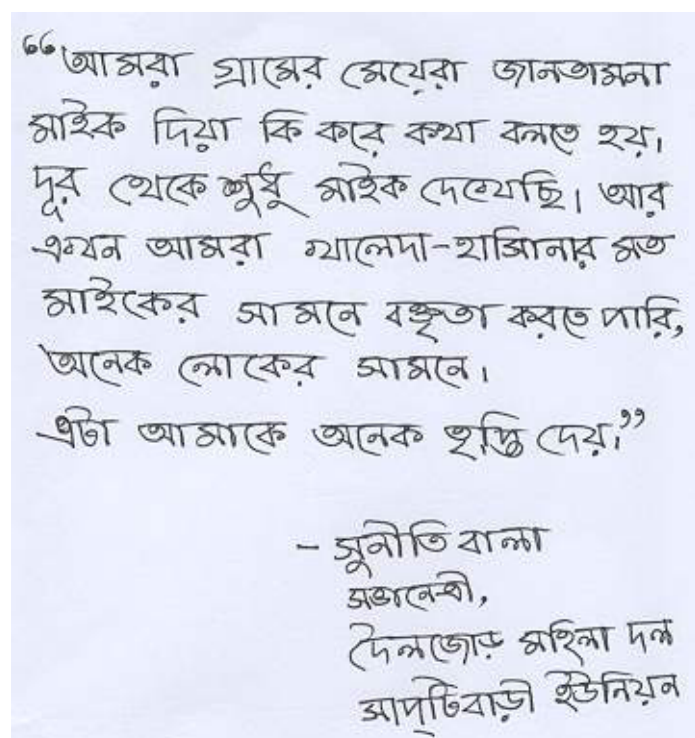 “আমরা গ্রামের মেয়েরা জানতামনা
মাইক দিয়া কি করে কথা বলতে হয়।
দূর থেকে শুধু মাইক দেখেছি। আর
এখন আমরা খালেদা-হাসিনার মত
মাইকের সামনে বক্তৃতা করতে পারি,
অনেক লোকের সামনে।
এটা আমাকে অনেক তৃপ্তি দেয়।”
- সুনীতি বালা
সভানেত্রী,
দৈলজোড় মহিলা দল
সাপ্টিবাড়ী ইউনিয়ন